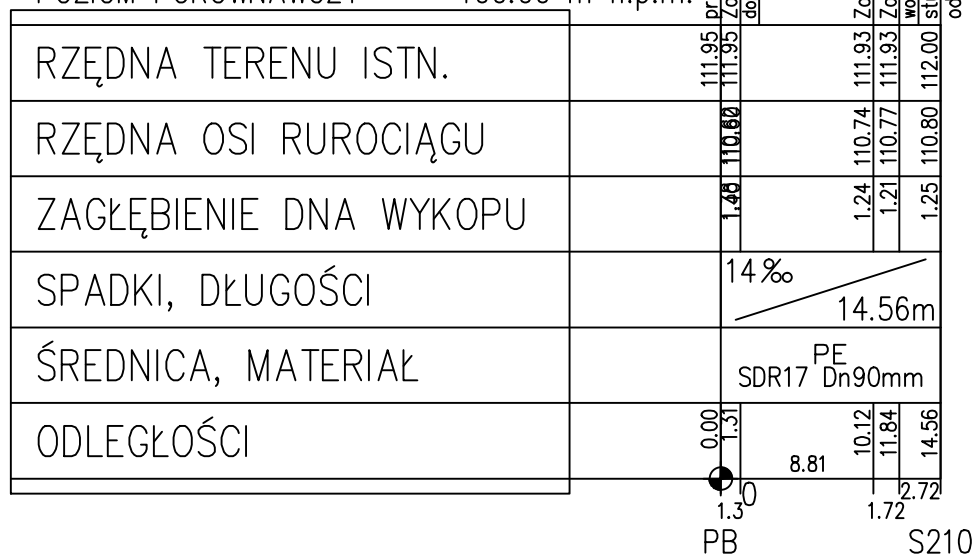 RZĘDNA TERENU ISTN. 111.95 111.95 111.93 111.93 112.00
RZĘDNA OSI RUROCIĄGU 110.62 110.74 110.77 110.80
ZAGŁĘBIENIE DNA WYKOPU 1.24 1.21 1.25
SPADKI, DŁUGOŚCI 14‰ 14.56m
ŚREDNICA, MATERIAŁ PE
SDR17 Dn90mm
ODLEGŁOŚCI 0.00 1.31 10.12 11.84 14.56
8.81
1.72 2.72
PB S210